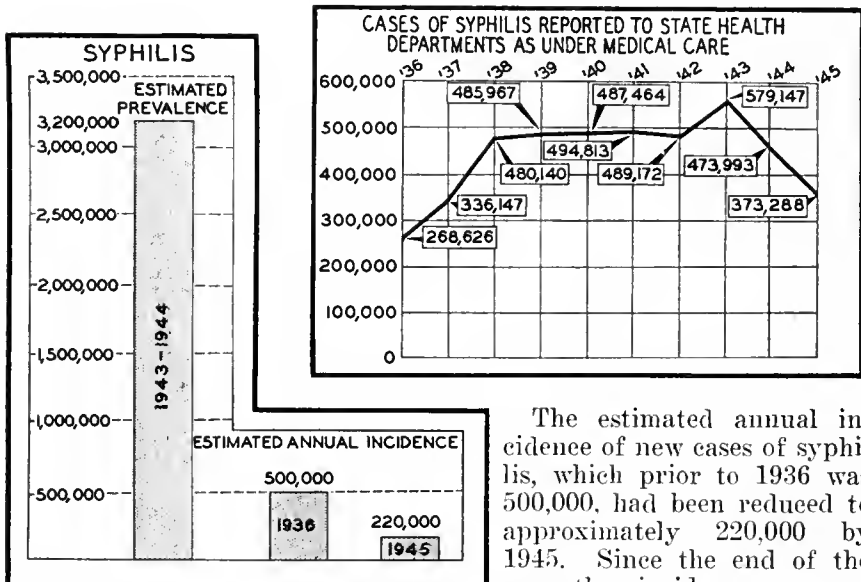 SYPHILIS
3,500,000
ESTIMATED
PREVALENCE
3,200,000
3,000,000
2,500,000
2,000,000
1,500,000
1,000,000
500,000
1943-1944
ESTIMATED ANNUAL INCIDENCE
500,000
1936
220,000
1945
CASES OF SYPHILIS REPORTED TO STATE HEALTH
DEPARTMENTS AS UNDER MEDICAL CARE
'36 '37 '38 '39 '40 '41 '42 '43 '44 '45
600,000
500,000
400,000
300,000
200,000
100,000
0
268,626
336,147
480,140
485,967
487,464
494,813
489,172
579,147
473,993
373,288
The estimated annual in
cidence of new cases of syphi
lis, which prior to 1936 wa
500,000, had been reduced to
approximately 220,000 by
1945. Since the end of the